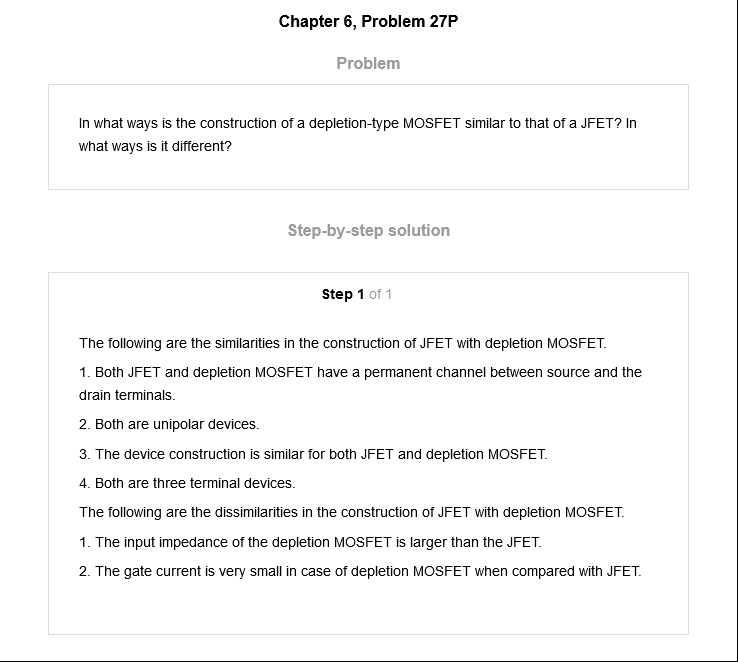 Chapter 6, Problem 27P
Problem
In what ways is the construction of a depletion-type MOSFET similar to that of a JFET? In
what ways is it different?
Step-by-step solution
Step 1 of 1
The following are the similarities in the construction of JFET with depletion MOSFET.
1. Both JFET and depletion MOSFET have a permanent channel between source and the
drain terminals.
2. Both are unipolar devices.
3. The device construction is similar for both JFET and depletion MOSFET.
4. Both are three terminal devices.
The following are the dissimilarities in the construction of JFET with depletion MOSFET.
1. The input impedance of the depletion MOSFET is larger than the JFET.
2. The gate current is very small in case of depletion MOSFET when compared with JFET.